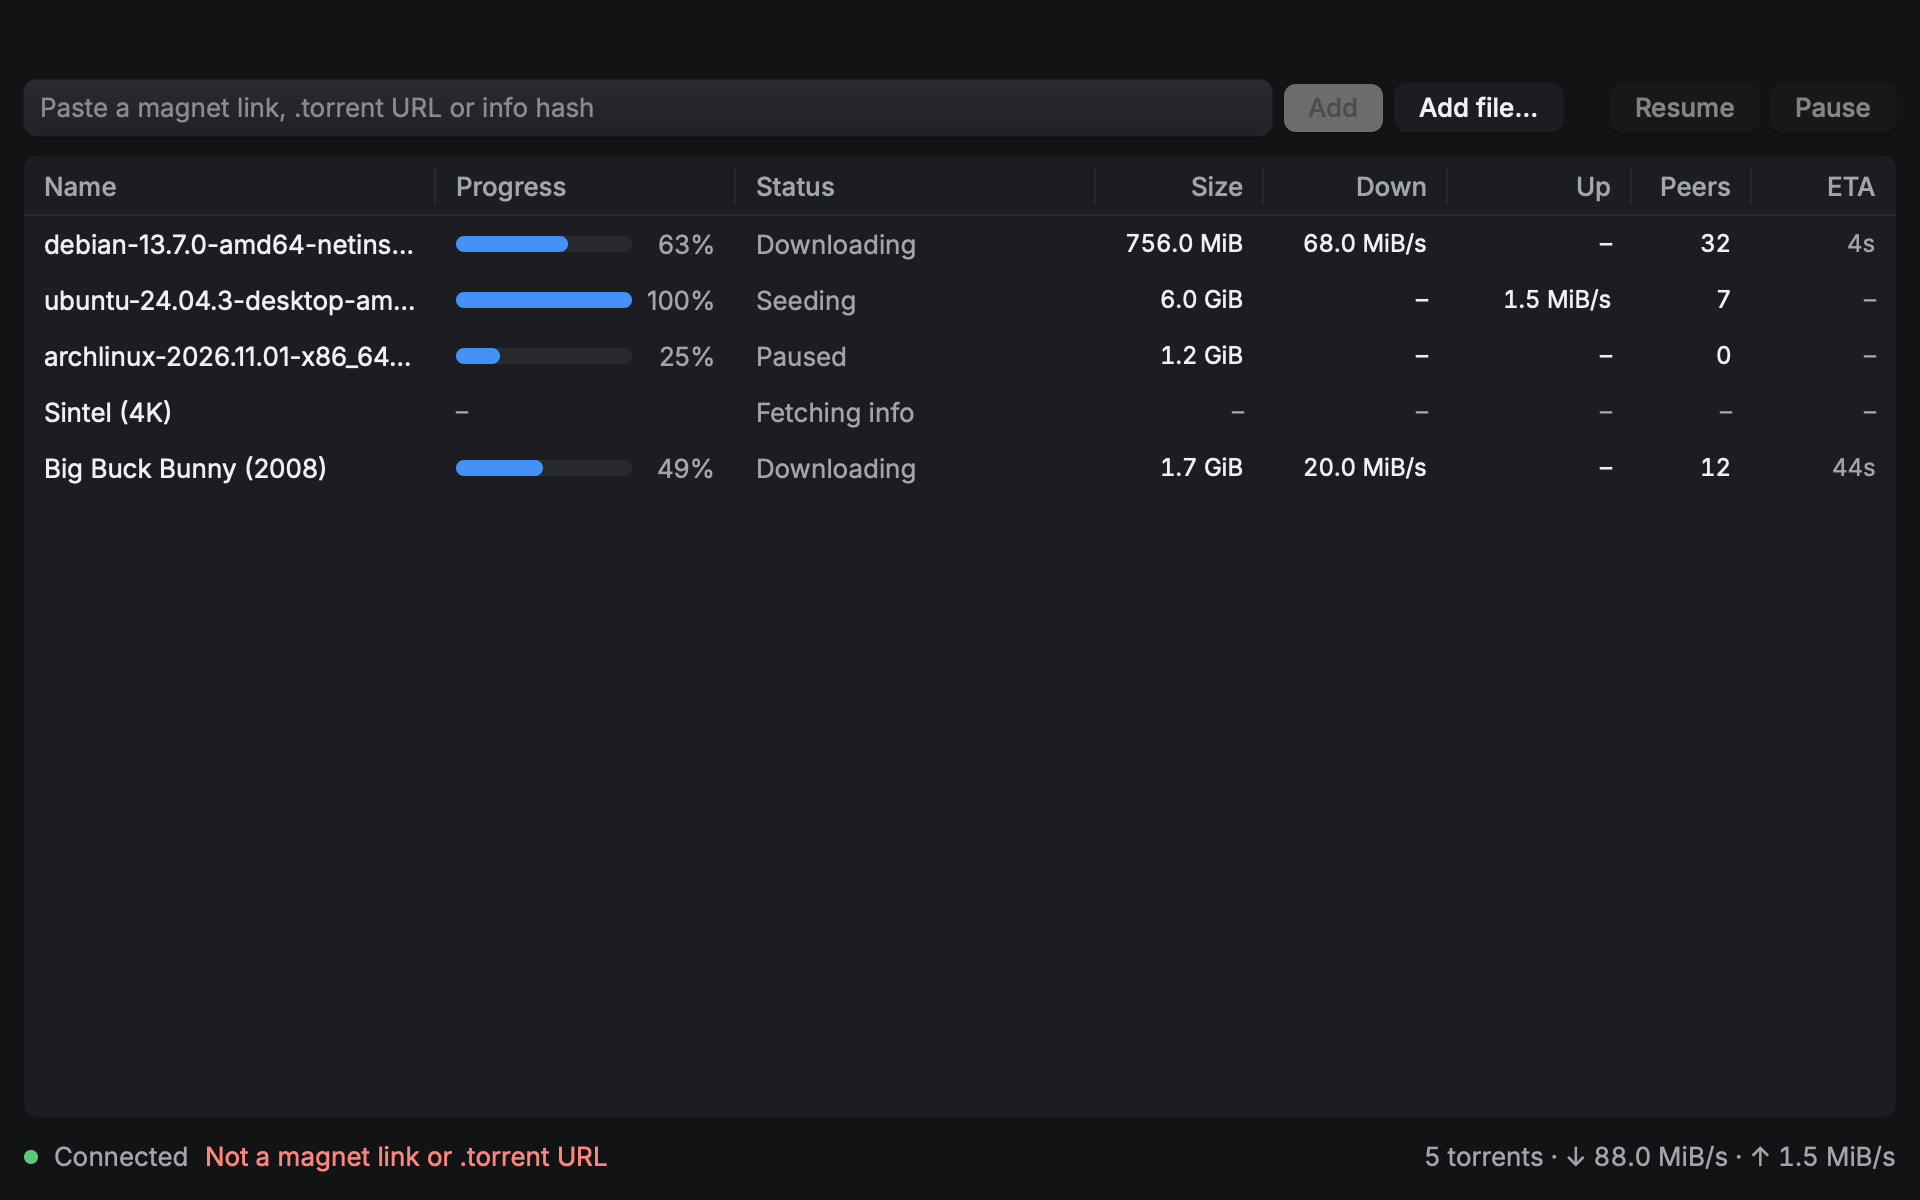 Paste a magnet link, .torrent URL or info hash Add Add file... Resume Pause
Name Progress Status Size Down Up Peers ETA
debian-13.7.0-amd64-netins... 63% Downloading 756.0 MiB 68.0 MiB/s – 32 4s
ubuntu-24.04.3-desktop-am... 100% Seeding 6.0 GiB – 1.5 MiB/s 7 –
archlinux-2026.11.01-x86_64... 25% Paused 1.2 GiB – – 0 –
Sintel (4K) – Fetching info – – – – –
Big Buck Bunny (2008) 49% Downloading 1.7 GiB 20.0 MiB/s – 12 44s
Connected Not a magnet link or .torrent URL 5 torrents · ↓ 88.0 MiB/s · ↑ 1.5 MiB/s